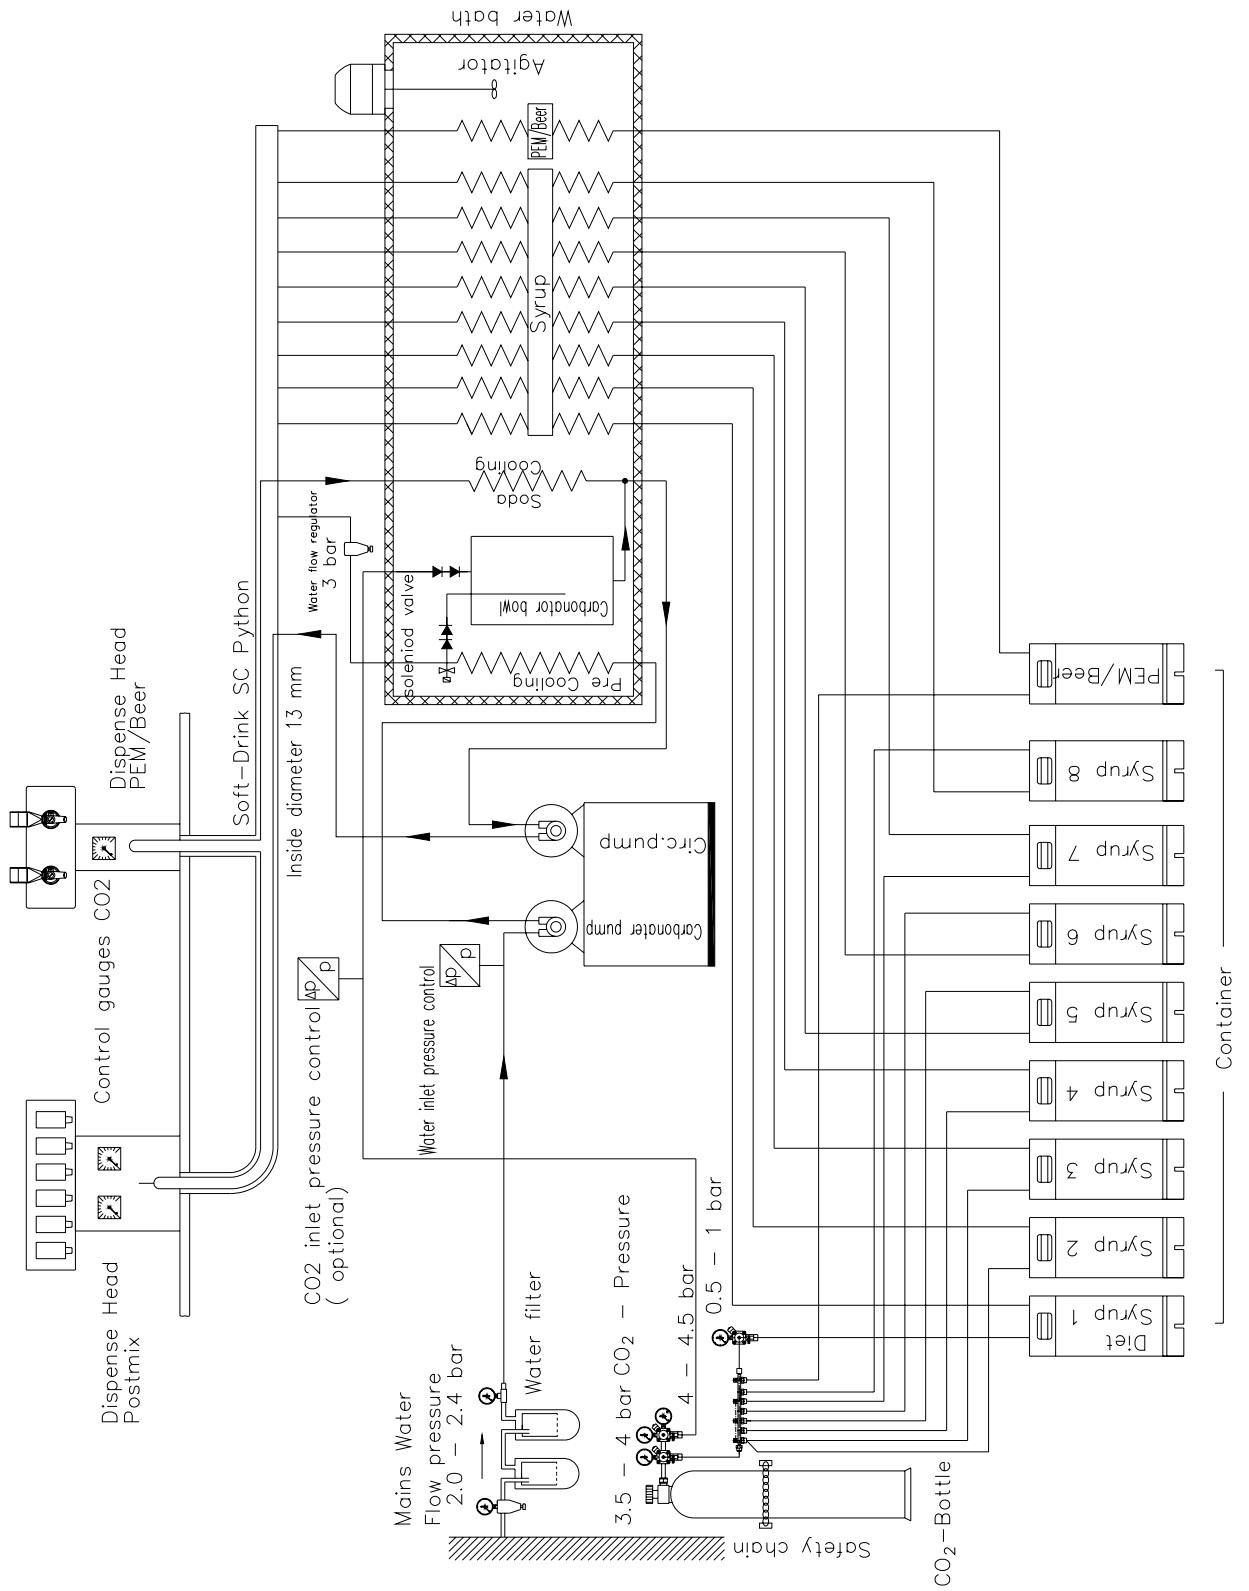 Water bath
Agitator
PEM/Beer
Syrup
Soda
Cooling
Carbonator bowl
Pre Cooling
soleniod valve
Water flow regulator
3 bar
Soft-Drink SC Python
Inside diameter 13 mm
Dispense Head
PEM/Beer
Control gauges CO2
Dispense Head
Postmix
CO2 inlet pressure control
( optional)
Δp
p
Water inlet pressure control
Δp
p
Circ.pump
Carbonater pump
Mains Water
Flow pressure
2.0 - 2.4 bar
Water filter
3.5 - 4 bar CO₂ - Pressure
4 - 4.5 bar
0.5 - 1 bar
Safety chain
CO₂-Bottle
PEM/Beer
Syrup 8
Syrup 7
Syrup 6
Syrup 5
Syrup 4
Syrup 3
Syrup 2
Diet
Syrup 1
Container